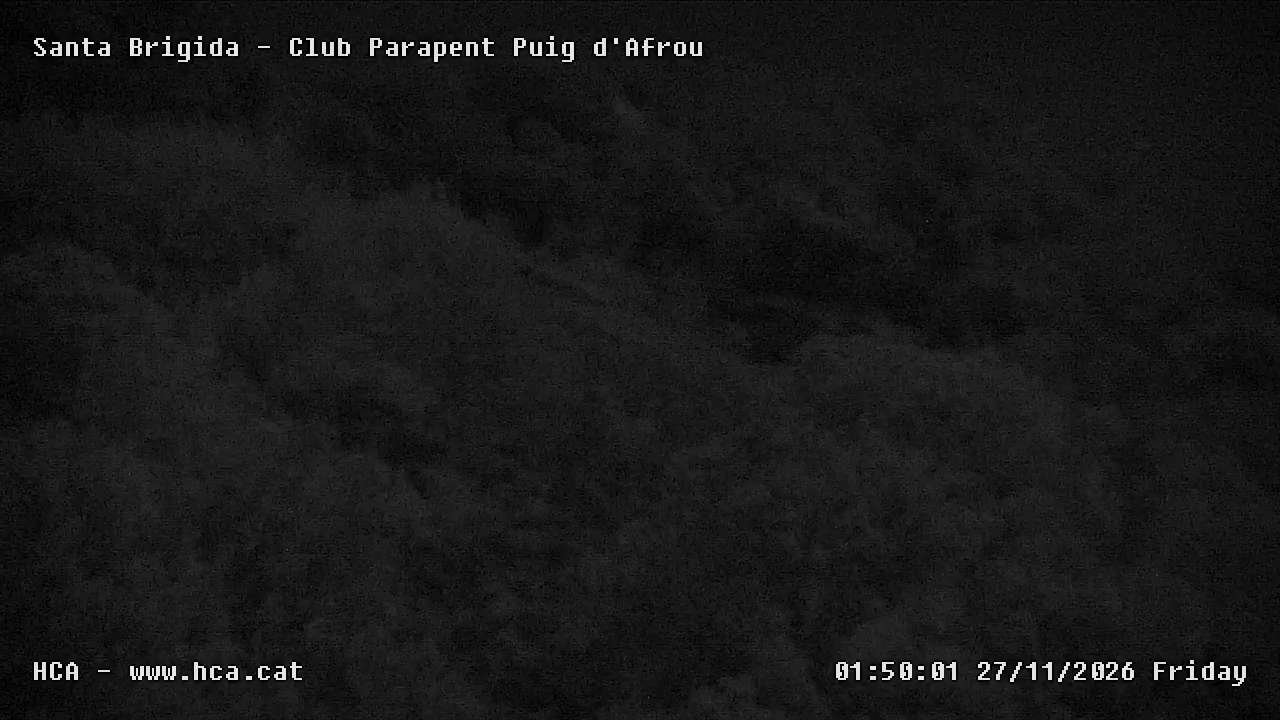 Santa Brigida - Club Parapent Puig d'Afrou
HCA - www.hca.cat
01:50:01 27/11/2026 Friday